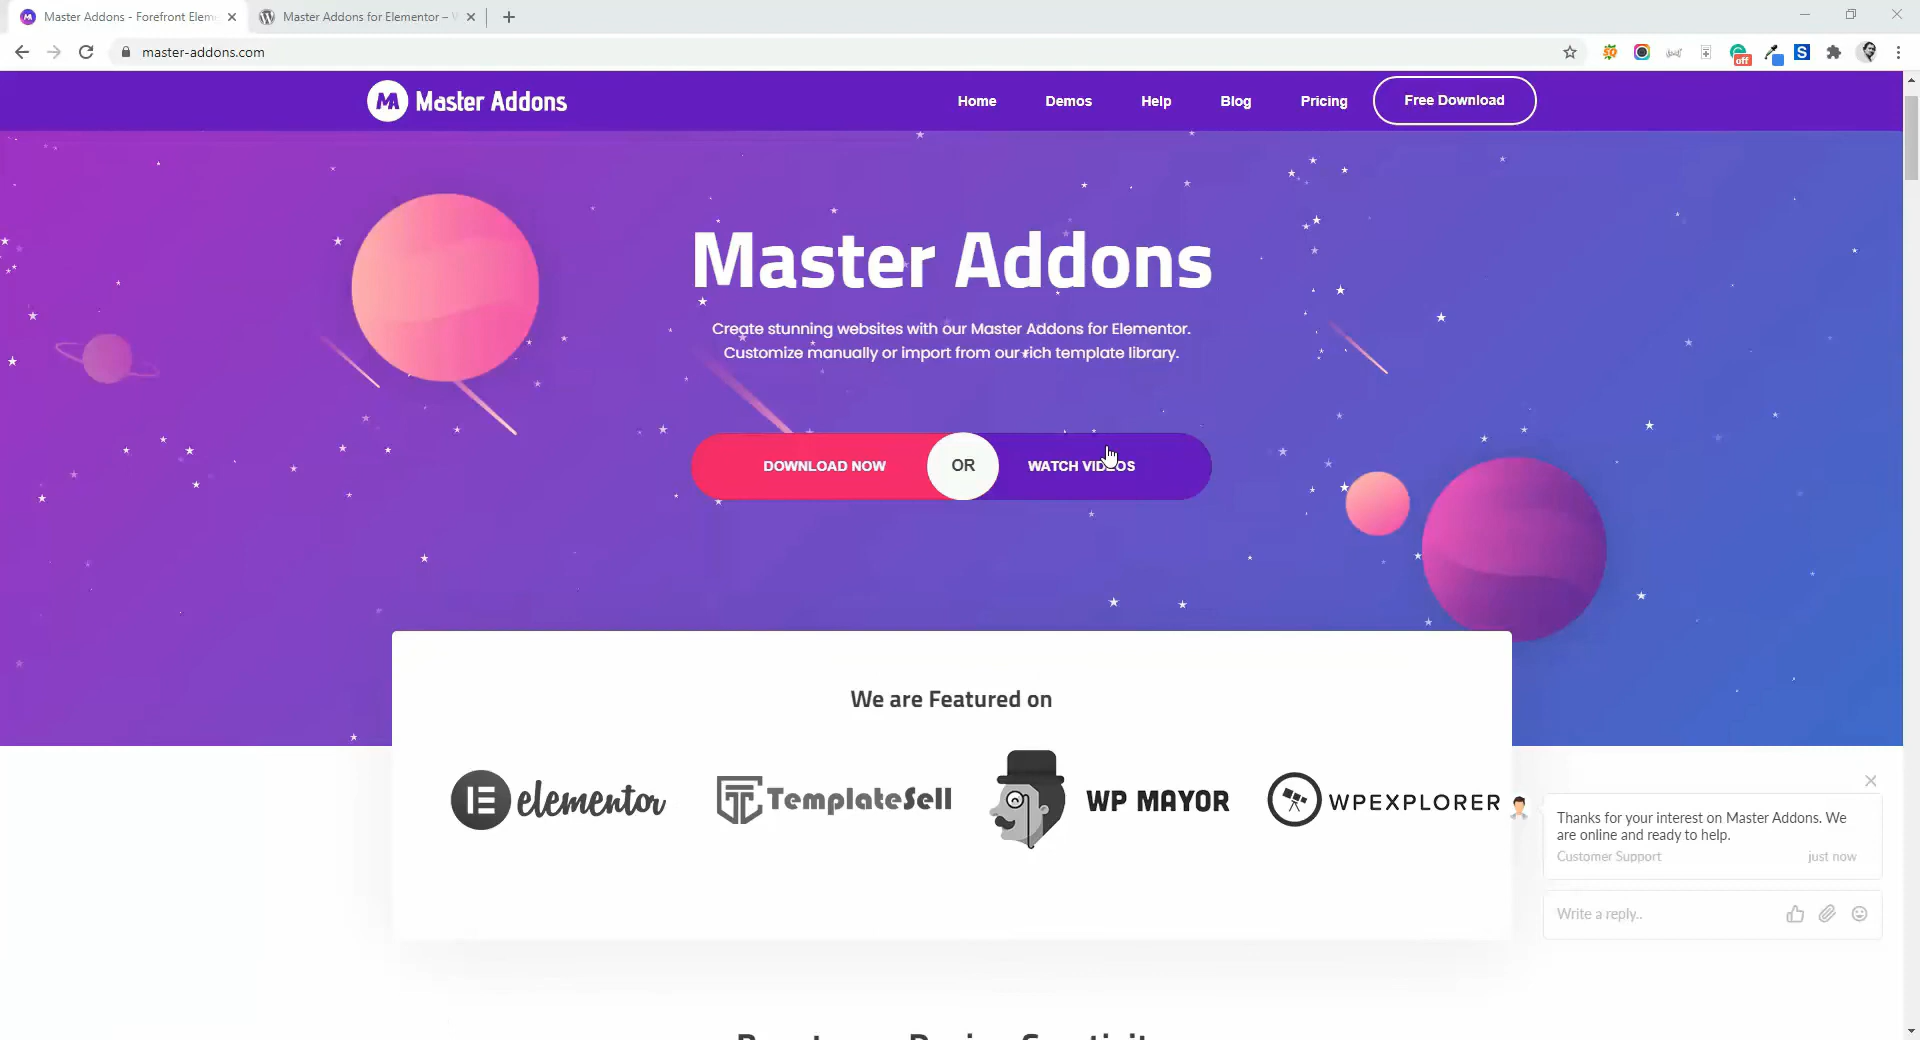 Master Addons - Forefront Elem
Master Addons for Elementor –
master-addons.com
off
S
MA Master Addons
Home
Demos
Help
Blog
Pricing
Free Download
Master Addons
Create stunning websites with our Master Addons for Elementor.
Customize manually or import from our rich template library.
DOWNLOAD NOW
OR
WATCH VIDEOS
We are Featured on
elementor
TemplateSell
WP MAYOR
WPEXPLORER
Thanks for your interest on Master Addons. We
are online and ready to help.
Customer Support
just now
Write a reply..